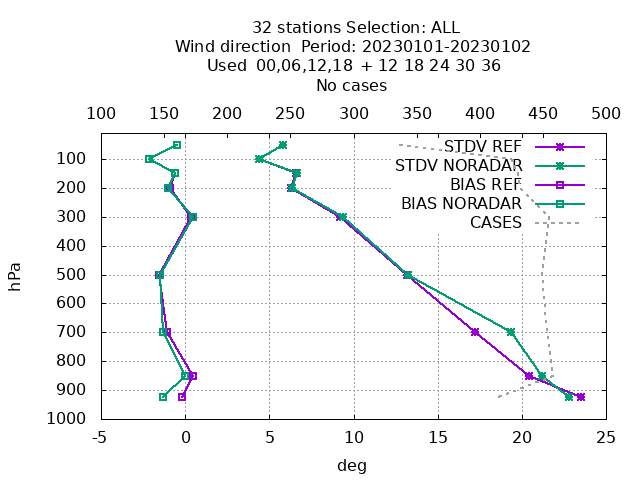 32 stations Selection: ALL
Wind direction  Period: 20230101-20230102
Used  00,06,12,18  + 12 18 24 30 36
No cases
100 150 200 250 300 350 400 450 500
STDV REF
STDV NORADAR
BIAS REF
BIAS NORADAR
CASES
hPa
100
200
300
400
500
600
700
800
900
1000
-5 0 5 10 15 20 25
deg